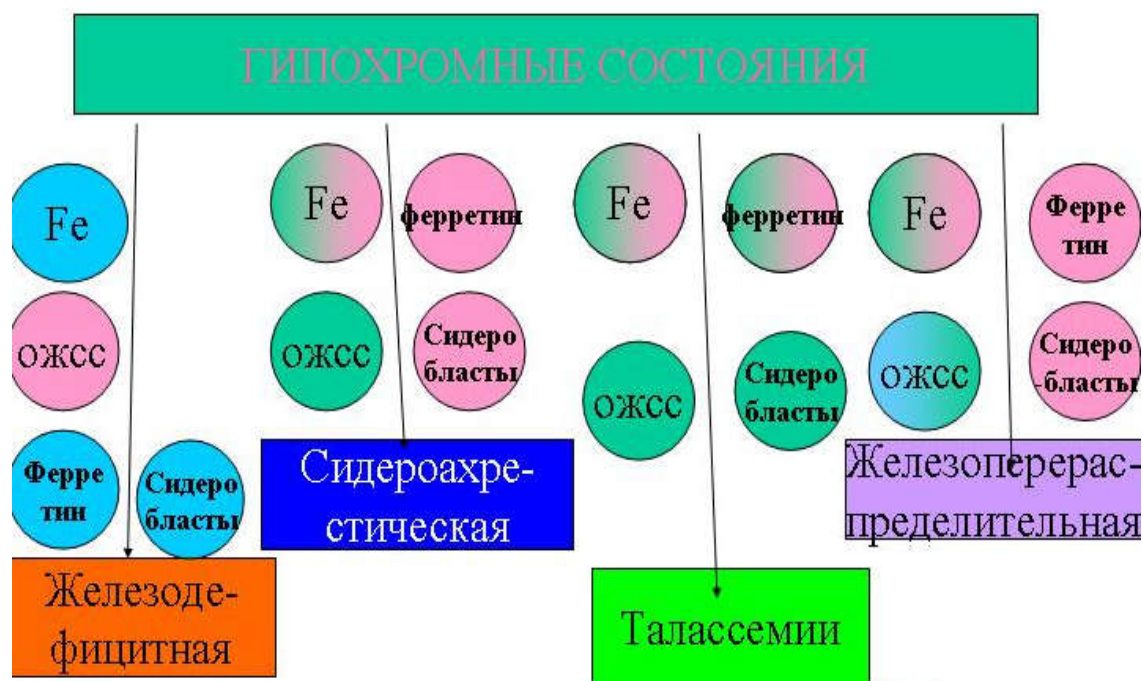 ГИПОХРОМНЫЕ СОСТОЯНИЯ
Fe
ожсс
Ферре
тин
Сидеро
бласты
Железоде-
фицитная
Fe
ферретин
ожсс
Сидеро
бласты
Сидероахре-
стическая
Fe
ферретин
ожсс
Сидеро
бласты
Талассемии
Fe
Ферре
тин
ожсс
Сидеро
-бласты
Железоперерас-
пределительная